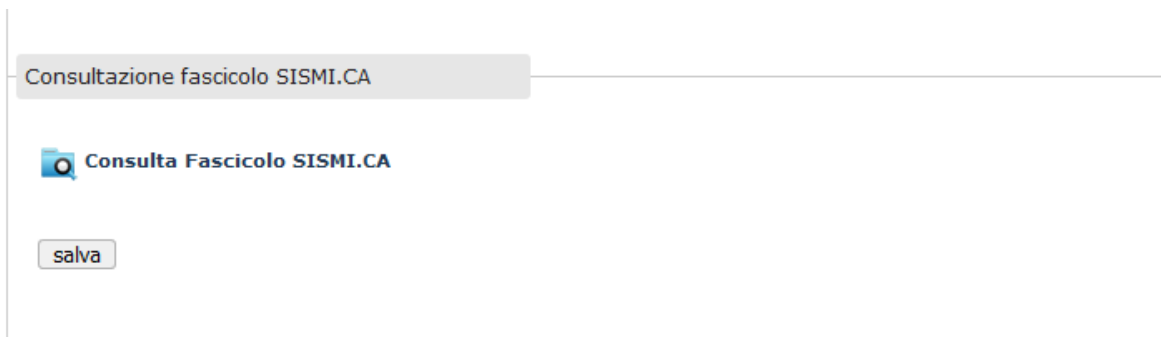 Consultazione fascicolo SISMI.CA
Consulta Fascicolo SISMI.CA
salva